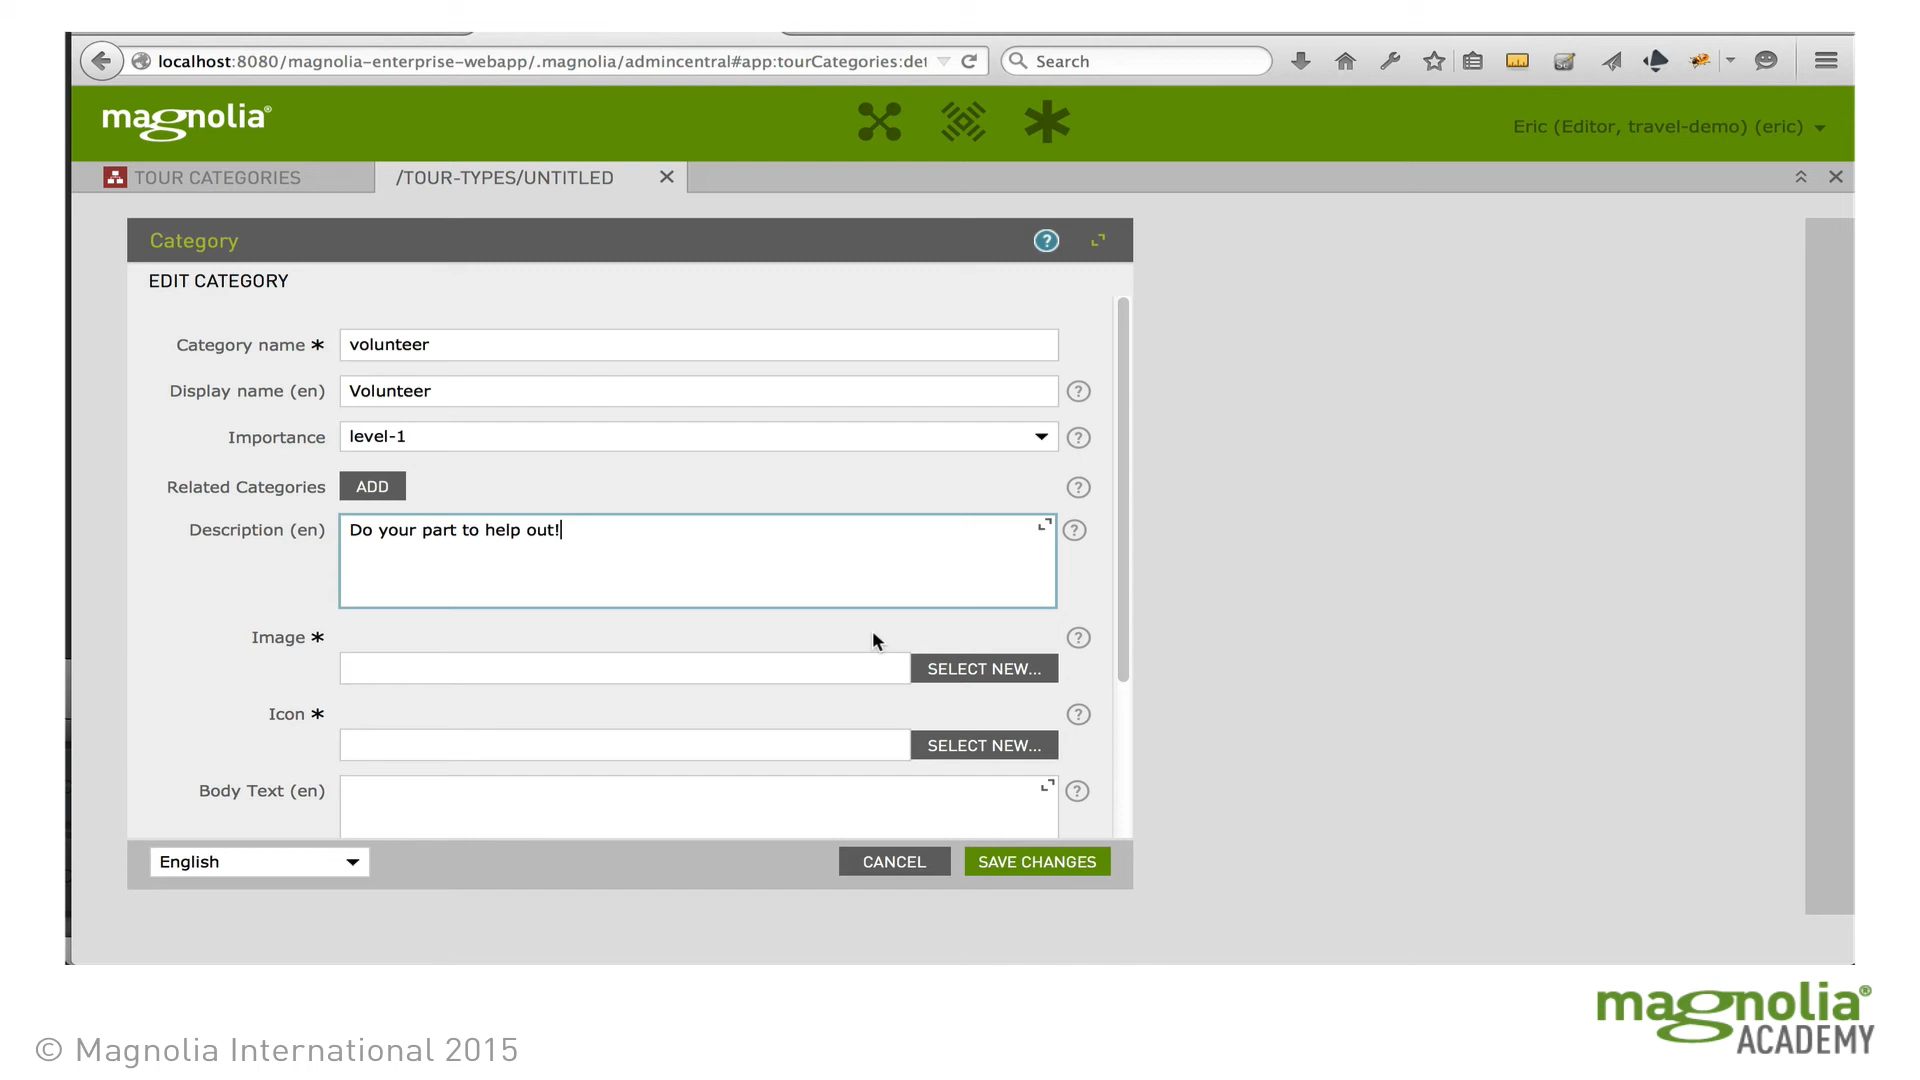 localhost:8080/magnolia-enterprise-webapp/.magnolia/admincentral#app:tourCategories:det
Search
magnolia®
Eric (Editor, travel-demo) (eric)
TOUR CATEGORIES
/TOUR-TYPES/UNTITLED
Category
?
EDIT CATEGORY
Category name * volunteer
Display name (en) Volunteer ?
Importance level-1 ?
Related Categories ADD ?
Description (en) Do your part to help out! ?
Image * ?
SELECT NEW...
Icon * ?
SELECT NEW...
Body Text (en) ?
English CANCEL SAVE CHANGES
magnolia®
ACADEMY
© Magnolia International 2015